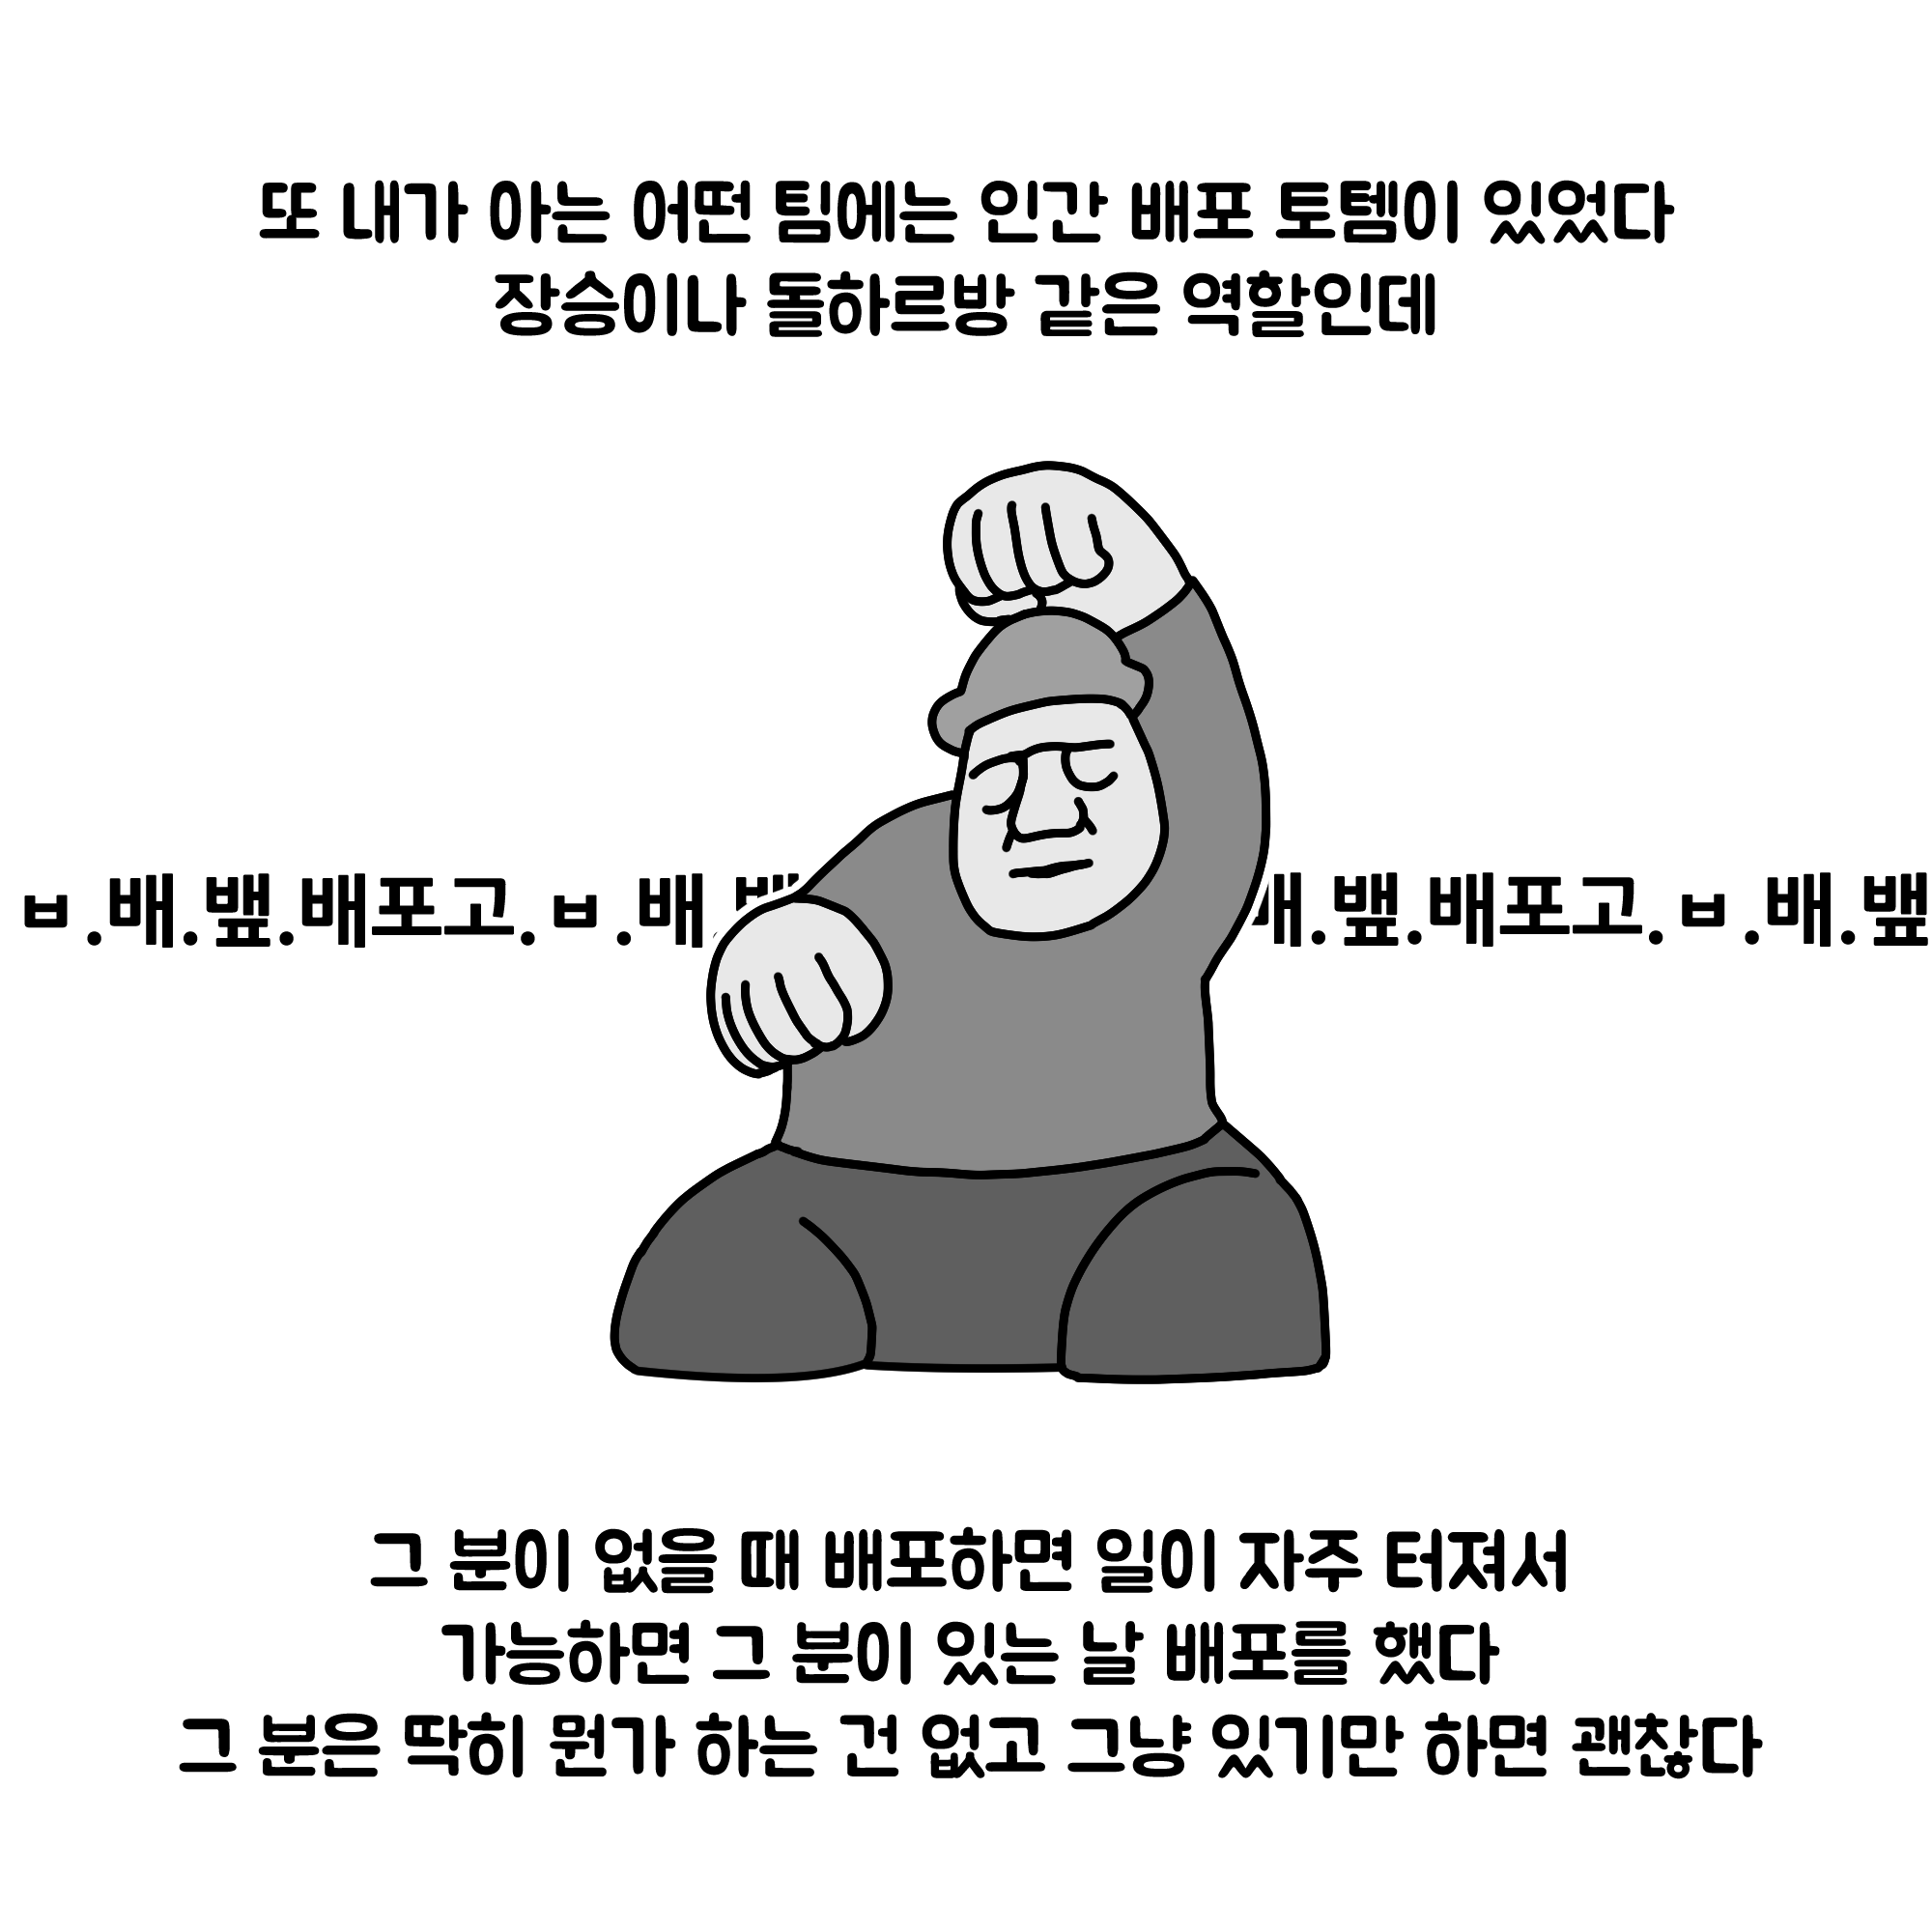 또 내가 아는 어떤 팀에는 인간 배포 토템이 있었다
장승이나 돌하르방 같은 역할인데
ㅂ.배.뱊.배포고.ㅂ.배 배.뱊.배포고.ㅂ.배.뱊
그 분이 없을 때 배포하면 일이 자주 터져서
가능하면 그 분이 있는 날 배포를 했다
그 분은 딱히 뭔가 하는 건 없고 그냥 있기만 하면 괜찮다